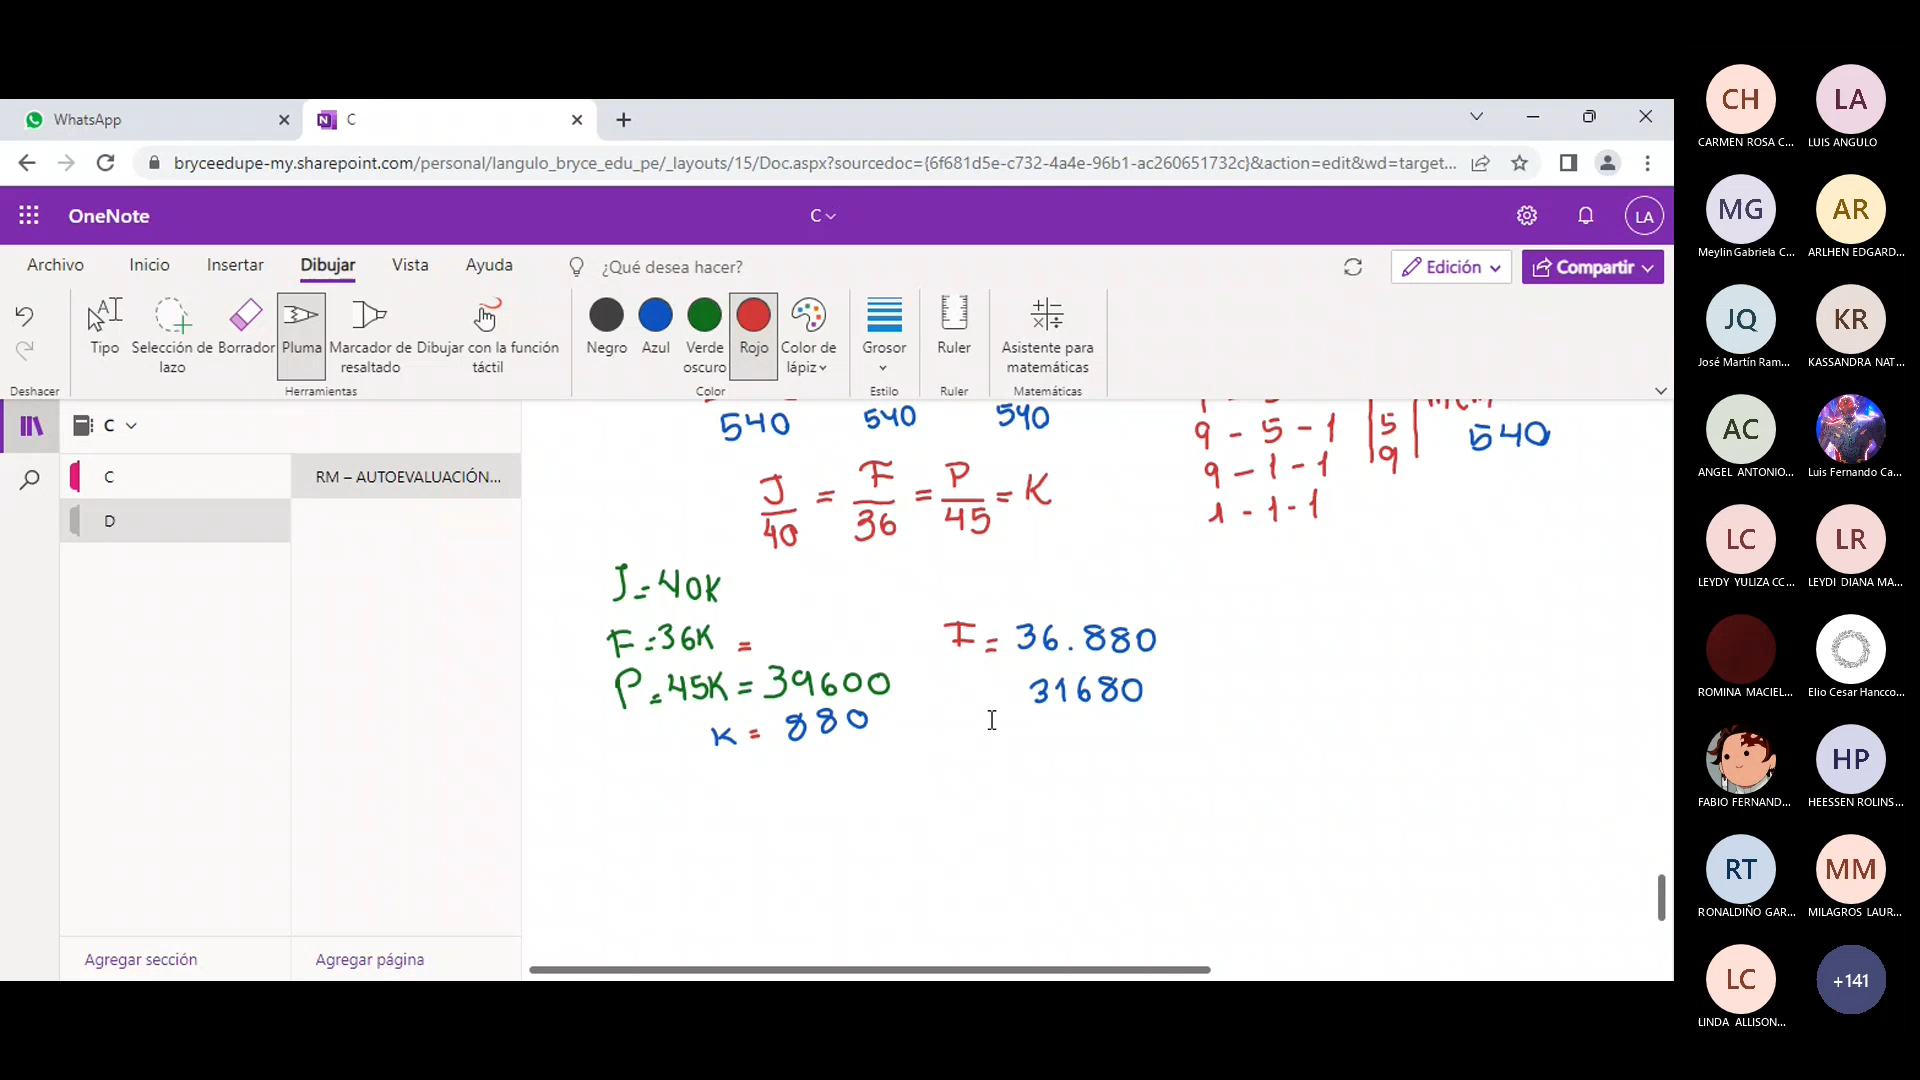 WhatsApp
C
bryceedupe-my.sharepoint.com/personal/langulo_bryce_edu_pe/_layouts/15/Doc.aspx?sourcedoc={6f681d5e-c732-4a4e-96b1-ac260651732c}&action=edit&wd=target...
OneNote
C
LA
Archivo Inicio Insertar Dibujar Vista Ayuda ¿Qué desea hacer? Edición Compartir
Tipo Selección de lazo Borrador Pluma Marcador de resaltado Dibujar con la función táctil Negro Azul Verde oscuro Rojo Color de lápiz Grosor Ruler Asistente para matemáticas
Deshacer Herramientas Color Estilo Ruler Matemáticas
C
C
D
RM – AUTOEVALUACIÓN...
Agregar sección Agregar página
540 540 540
J/40 = F/36 = P/45 = K
9 - 5 - 1 | 5
9 - 1 - 1 | 9
1 - 1 - 1
540
J = 40K
F = 36K =
P = 45K = 39600
K = 880
F = 36.880
31680
CH
CARMEN ROSA C...
LA
LUIS ANGULO
MG
Meylin Gabriela C...
AR
ARLHEN EDGARD...
JQ
José Martín Ram...
KR
KASSANDRA NAT...
AC
ANGEL ANTONIO...
Luis Fernando Ca...
LC
LEYDY YULIZA CC...
LR
LEYDI DIANA MA...
ROMINA MACIEL...
Elio Cesar Hancco...
FABIO FERNAND...
HP
HEESSEN ROLINS...
RT
RONALDIÑO GAR...
MM
MILAGROS LAUR...
LC
LINDA ALLISON...
+141